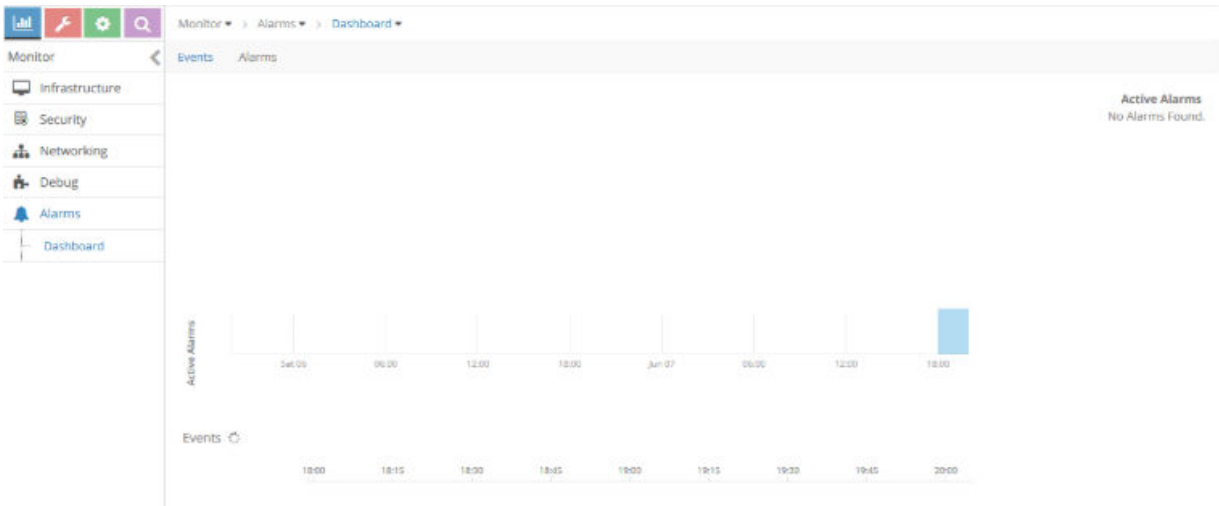 Monitor > Alarms > Dashboard
Monitor
Events Alarms
Infrastructure
Security
Networking
Debug
Alarms
Dashboard
Active Alarms
No Alarms Found.
Active Alarms
Sat 06 06:00 12:00 18:00 Jun 07 06:00 12:00 18:00
Events
18:00 18:15 18:30 18:45 19:00 19:15 19:30 19:45 20:00